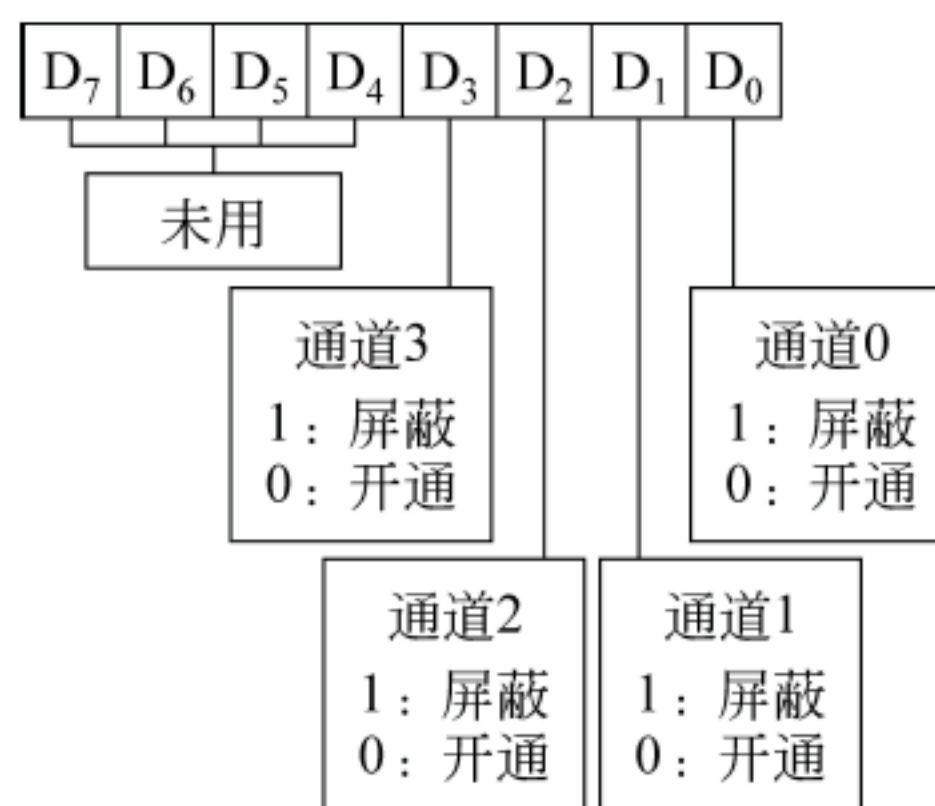 D₇ D₆ D₅ D₄ D₃ D₂ D₁ D₀
未用
通道3
1：屏蔽
0：开通
通道0
1：屏蔽
0：开通
通道2
1：屏蔽
0：开通
通道1
1：屏蔽
0：开通